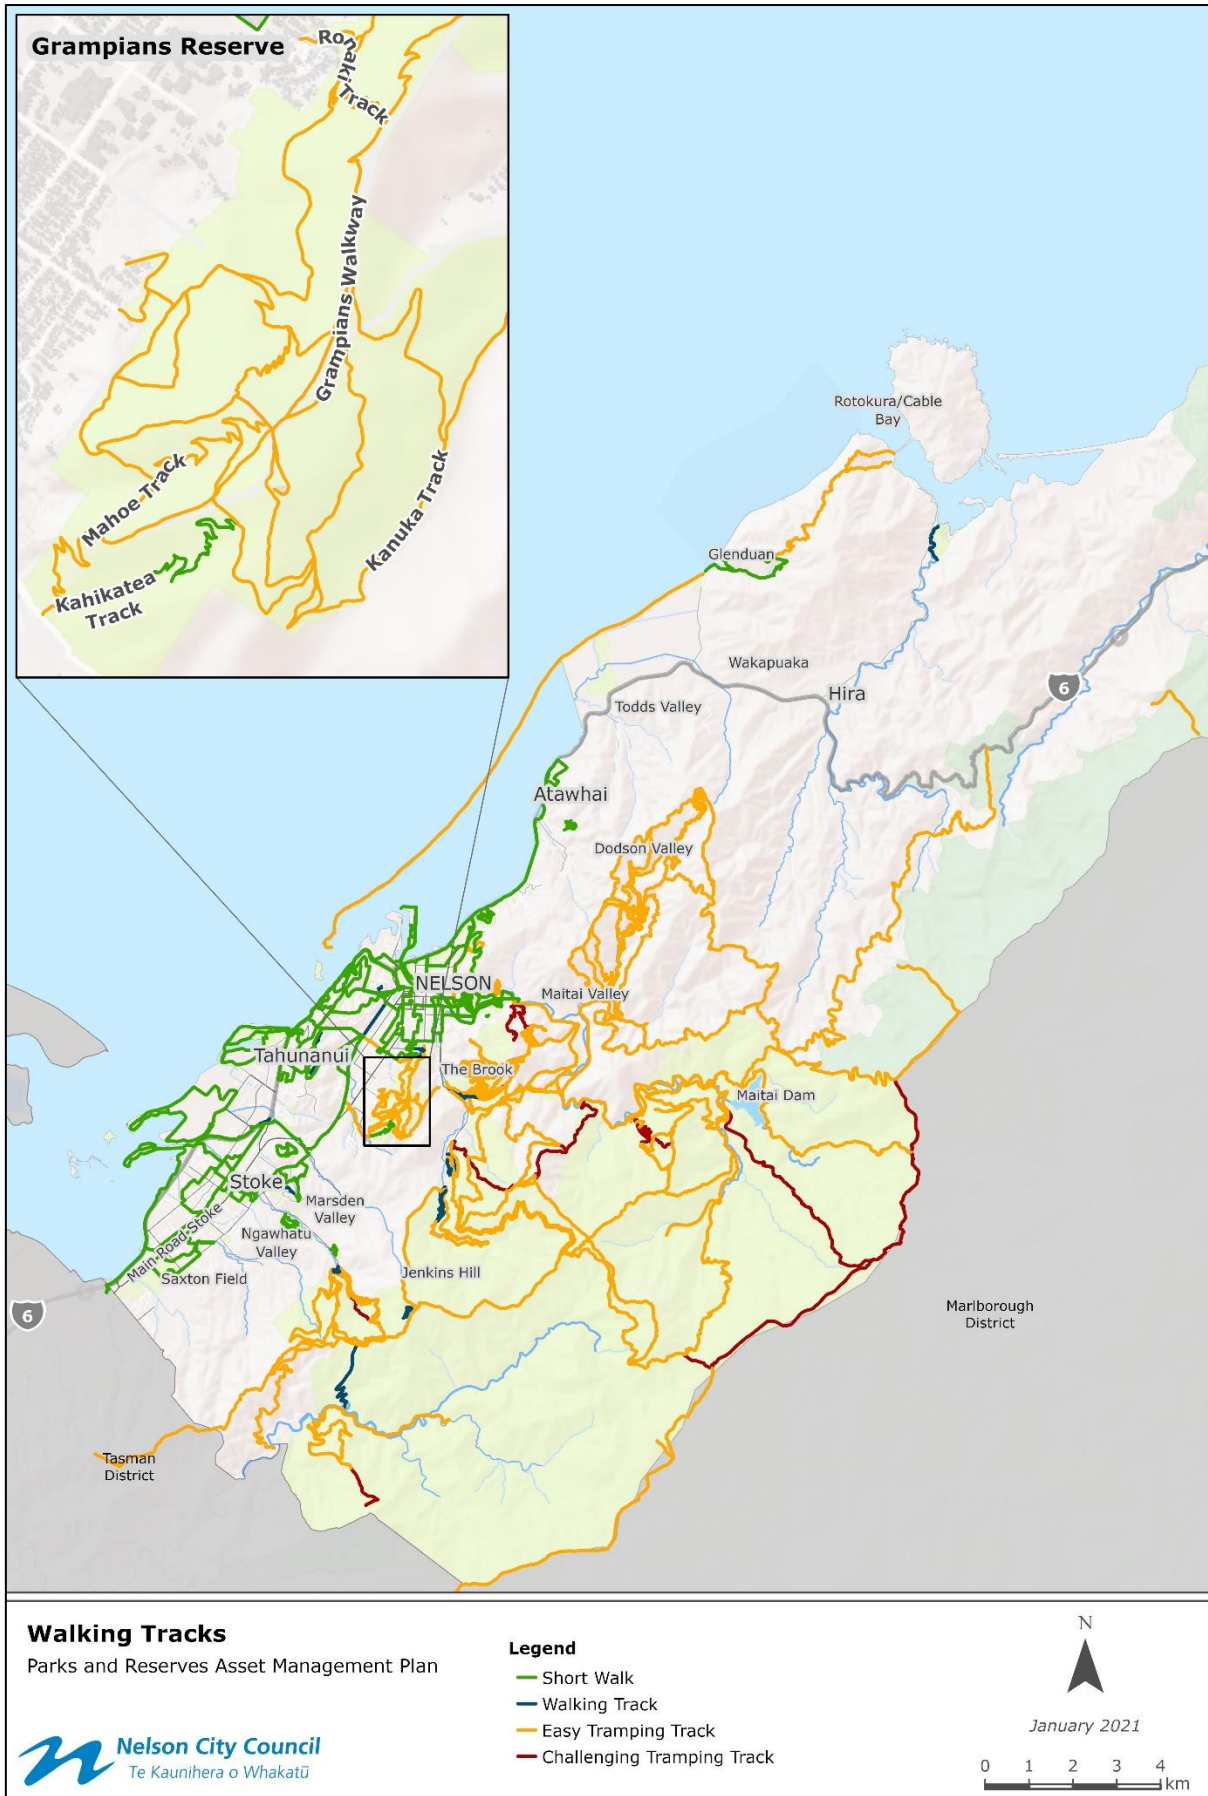 Grampians Reserve
Ronaki
Track
Grampians Walkway
Mahoe Track
Kanuka Track
Kahikatea
Track
Rotokura/Cable
Bay
Glenduan
Wakapuaka
Hira
6
Todds Valley
Atawhai
Dodson Valley
NELSON
Maitai Valley
Tahunanui
The Brook
Maitai Dam
Stoke
Marsden
Valley
Main Road Stoke
Ngawhatu
Valley
Saxton Field
Jenkins Hill
6
Marlborough
District
Tasman
District
Walking Tracks
Parks and Reserves Asset Management Plan
Nelson City Council
Te Kaunihera o Whakatū
Legend
Short Walk
Walking Track
Easy Tramping Track
Challenging Tramping Track
N
January 2021
0 1 2 3 4
km